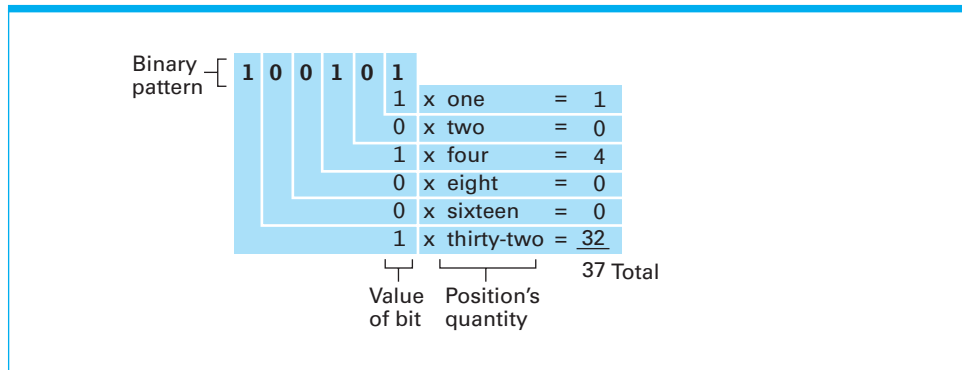 Binary
pattern
1 0 0 1 0 1
1 x one = 1
0 x two = 0
1 x four = 4
0 x eight = 0
0 x sixteen = 0
1 x thirty-two = 32
37 Total
Value of bit
Position's quantity